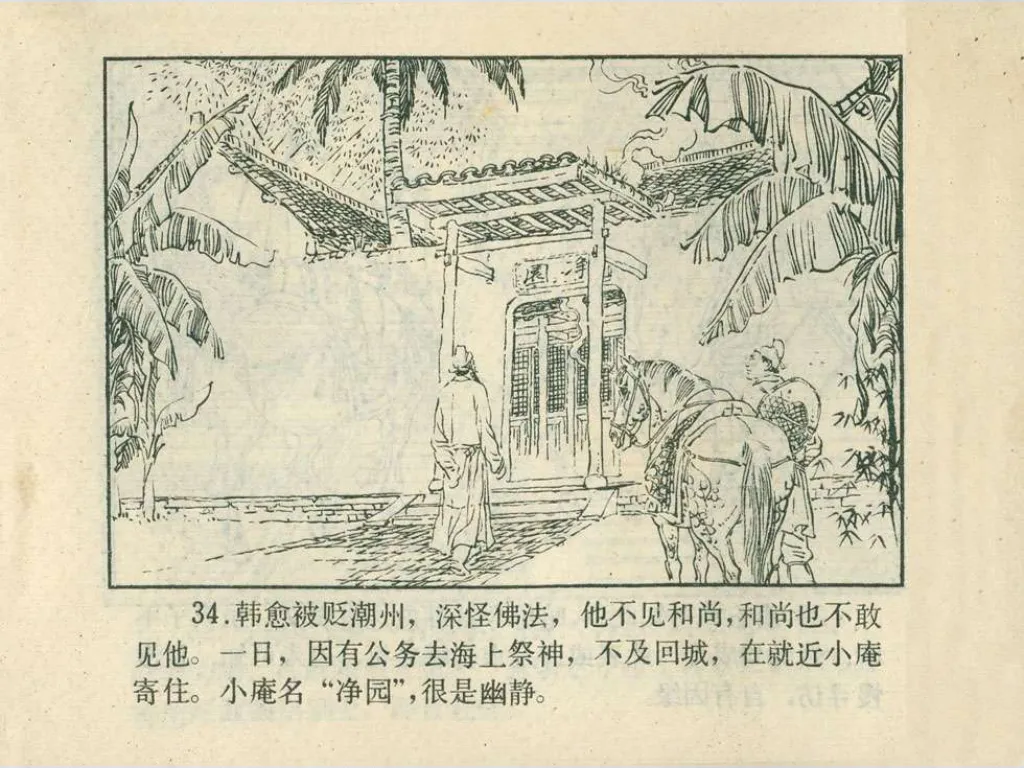 净园
34.韩愈被贬潮州，深怪佛法，他不见和尚，和尚也不敢
见他。一日，因有公务去海上祭神，不及回城，在就近小庵
寄住。小庵名“净园”，很是幽静。